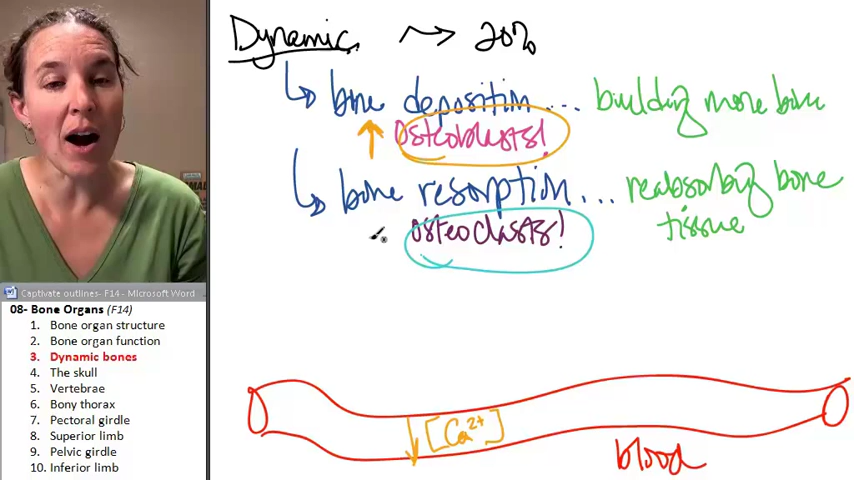 Dynamic. ~> 20%
↳ bone deposition... building more bone
↑ Osteoblasts!
↳ bone resorption... reabsorbing bone tissue
osteoclasts!
Captivate outlines- F14 - Microsoft Word
08- Bone Organs (F14)
1. Bone organ structure
2. Bone organ function
3. Dynamic bones
4. The skull
5. Vertebrae
6. Bony thorax
7. Pectoral girdle
8. Superior limb
9. Pelvic girdle
10. Inferior limb
↓[Ca²⁺]
blood